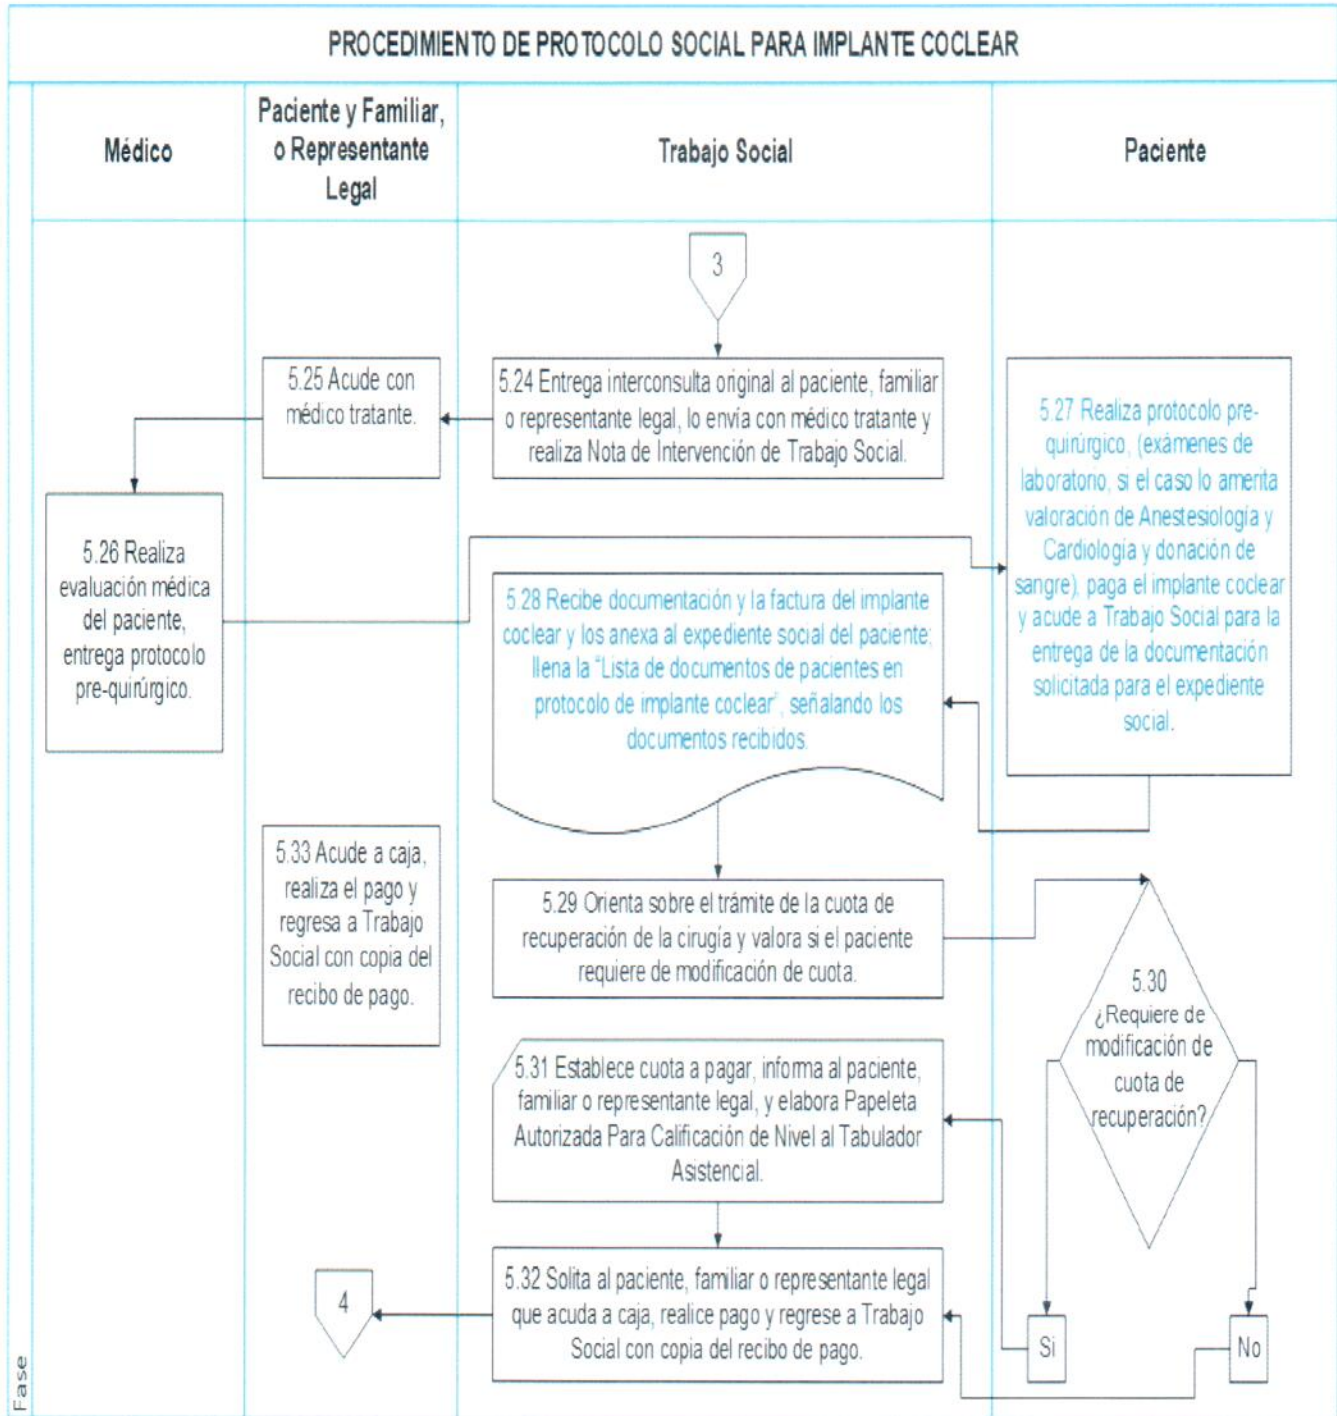 PROCEDIMIENTO DE PROTOCOLO SOCIAL PARA IMPLANTE COCLEAR
Médico
Paciente y Familiar,
o Representante
Legal
Trabajo Social
Paciente
3
5.24 Entrega interconsulta original al paciente, familiar
o representante legal, lo envía con médico tratante y
realiza Nota de Intervención de Trabajo Social.
5.25 Acude con
médico tratante.
5.26 Realiza
evaluación médica
del paciente,
entrega protocolo
pre-quirúrgico.
5.27 Realiza protocolo pre-
quirúrgico, (exámenes de
laboratorio, si el caso lo amerita
valoración de Anestesiología y
Cardiología y donación de
sangre), paga el implante coclear
y acude a Trabajo Social para la
entrega de la documentación
solicitada para el expediente
social.
5.28 Recibe documentación y la factura del implante
coclear y los anexa al expediente social del paciente;
llena la “Lista de documentos de pacientes en
protocolo de implante coclear”, señalando los
documentos recibidos.
5.29 Orienta sobre el trámite de la cuota de
recuperación de la cirugía y valora si el paciente
requiere de modificación de cuota.
5.30
¿Requiere de
modificación de
cuota de
recuperación?
Si
No
5.31 Establece cuota a pagar, informa al paciente,
familiar o representante legal, y elabora Papeleta
Autorizada Para Calificación de Nivel al Tabulador
Asistencial.
5.32 Solita al paciente, familiar o representante legal
que acuda a caja, realice pago y regrese a Trabajo
Social con copia del recibo de pago.
5.33 Acude a caja,
realiza el pago y
regresa a Trabajo
Social con copia del
recibo de pago.
4
Fase